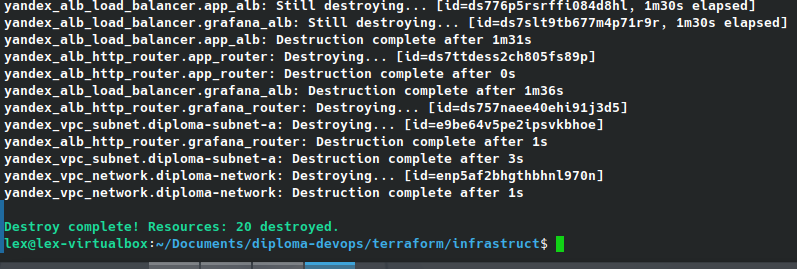 yandex_alb_load_balancer.app_alb: Still destroying... [id=ds776p5rsrffi084d8hl, 1m30s elapsed]
yandex_alb_load_balancer.grafana_alb: Still destroying... [id=ds7slt9tb677m4p71r9r, 1m30s elapsed]
yandex_alb_load_balancer.app_alb: Destruction complete after 1m31s
yandex_alb_http_router.app_router: Destroying... [id=ds7ttdess2ch805fs89p]
yandex_alb_http_router.app_router: Destruction complete after 0s
yandex_alb_load_balancer.grafana_alb: Destruction complete after 1m36s
yandex_alb_http_router.grafana_router: Destroying... [id=ds757naee40ehi91j3d5]
yandex_vpc_subnet.diploma-subnet-a: Destroying... [id=e9be64v5pe2ipsvkbhoe]
yandex_alb_http_router.grafana_router: Destruction complete after 1s
yandex_vpc_subnet.diploma-subnet-a: Destruction complete after 3s
yandex_vpc_network.diploma-network: Destroying... [id=enp5af2bhgthbhnl970n]
yandex_vpc_network.diploma-network: Destruction complete after 1s
Destroy complete! Resources: 20 destroyed.
lex@lex-virtualbox:~/Documents/diploma-devops/terraform/infrastruct$